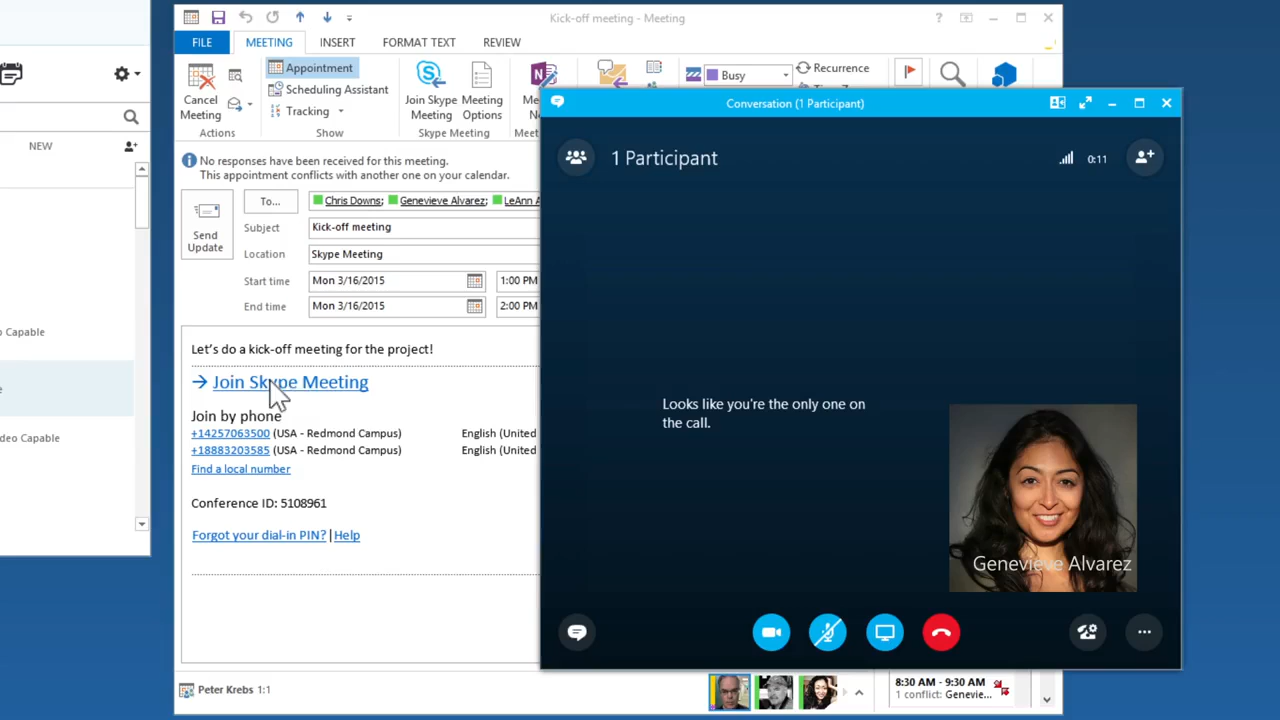 Kick-off meeting - Meeting
?
FILE
MEETING
INSERT
FORMAT TEXT
REVIEW
Cancel
Meeting
Actions
Appointment
Scheduling Assistant
Tracking
Show
Join Skype
Meeting
Meeting
Options
Skype Meeting
Busy
Recurrence
NEW
Capable
deo Capable
No responses have been received for this meeting.
This appointment conflicts with another one on your calendar.
Send
Update
To...
Chris Downs; Genevieve Alvarez; LeAnn A
Subject
Kick-off meeting
Location
Skype Meeting
Start time
Mon 3/16/2015
1:00 PM
End time
Mon 3/16/2015
2:00 PM
Let's do a kick-off meeting for the project!
→ Join Skype Meeting
Join by phone
+14257063500 (USA - Redmond Campus) English (United
+18883203585 (USA - Redmond Campus) English (United
Find a local number
Conference ID: 5108961
Forgot your dial-in PIN? | Help
Peter Krebs 1:1
8:30 AM - 9:30 AM
1 conflict: Genevie...
Conversation (1 Participant)
1 Participant
0:11
Looks like you're the only one on
the call.
Genevieve Alvarez